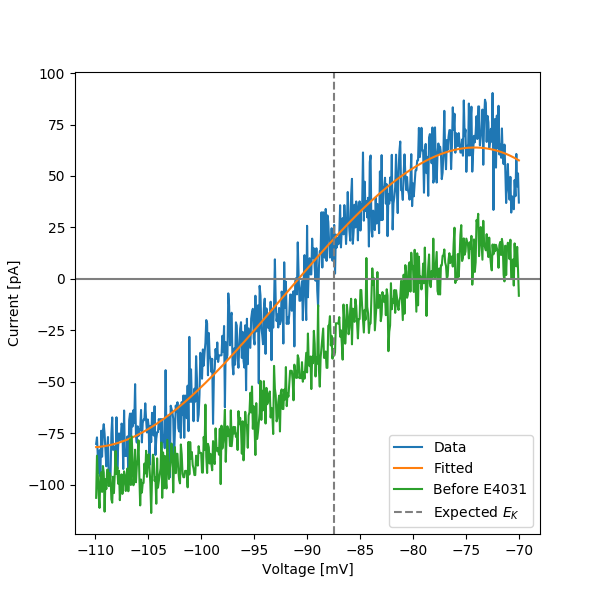 100
75
50
25
0
−25
−50
−75
−100
Current [pA]
−110 −105 −100 −95 −90 −85 −80 −75 −70
Voltage [mV]
Data
Fitted
Before E4031
Expected E_K